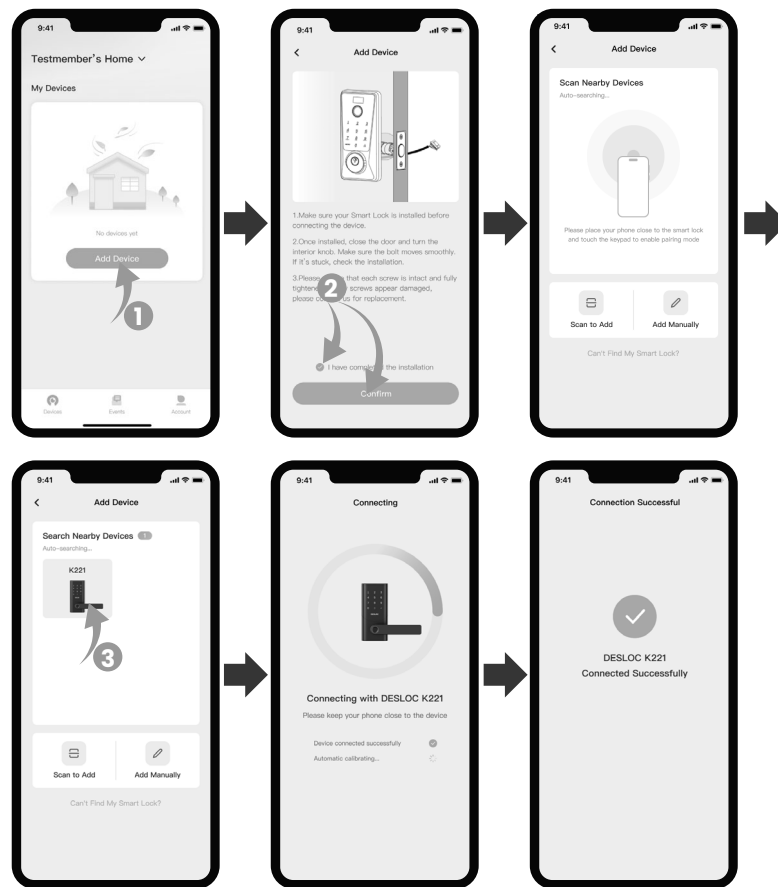 9:41
Testmember's Home
My Devices
No devices yet
Add Device
1
Devices Events Account
9:41
Add Device
1.Make sure your Smart Lock is installed before
connecting the device.
2.Once installed, close the door and turn the
interior knob. Make sure the bolt moves smoothly.
If it's stuck, check the installation.
3.Please that each screw is intact and fully
screws appear damaged,
please us for replacement.
2
I have the installation
Confirm
9:41
Add Device
Scan Nearby Devices
Auto-searching...
Please place your phone close to the smart lock
and touch the keypad to enable pairing mode
Scan to Add Add Manually
Can't Find My Smart Lock?
9:41
Add Device
Search Nearby Devices 1
Auto-searching...
K221
3
Scan to Add Add Manually
Can't Find My Smart Lock?
9:41
Connecting
Connecting with DESLOC K221
Please keep your phone close to the device
Device connected successfully
Automatic calibrating...
9:41
Connection Successful
DESLOC K221
Connected Successfully